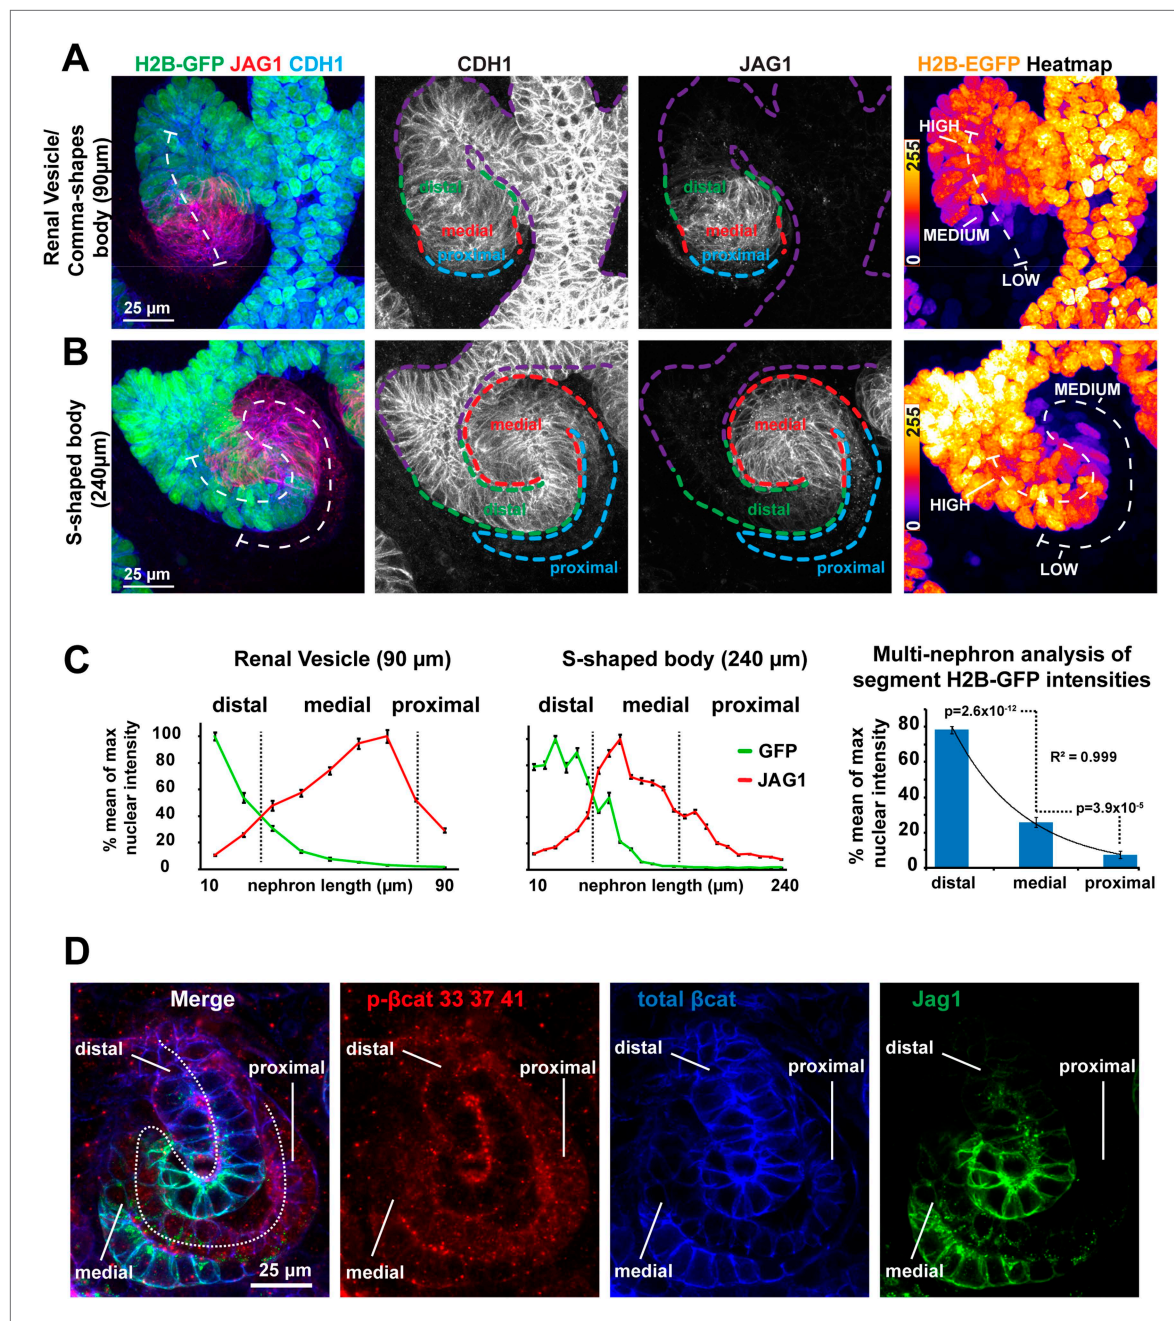 A
H2B-GFP JAG1 CDH1
CDH1
JAG1
H2B-EGFP Heatmap
Renal Vesicle/
Comma-shapes
body (90μm)
distal
medial
proximal
distal
medial
proximal
255
0
HIGH
MEDIUM
LOW
25 μm
B
S-shaped body
(240μm)
medial
distal
proximal
medial
distal
proximal
255
0
MEDIUM
HIGH
LOW
25 μm
C
Renal Vesicle (90 μm)
distal medial proximal
% mean of max
nuclear intensity
100
80
60
40
20
0
10 nephron length (μm) 90
S-shaped body (240 μm)
distal medial proximal
GFP
JAG1
10 nephron length (μm) 240
Multi-nephron analysis of
segment H2B-GFP intensities
% mean of max
nuclear intensity
80
60
40
20
0
p=2.6x10⁻¹²
R² = 0.999
p=3.9x10⁻⁵
distal medial proximal
D
Merge
distal
proximal
medial
25 μm
p-βcat 33 37 41
distal
proximal
medial
total βcat
distal
proximal
medial
Jag1
distal
proximal
medial